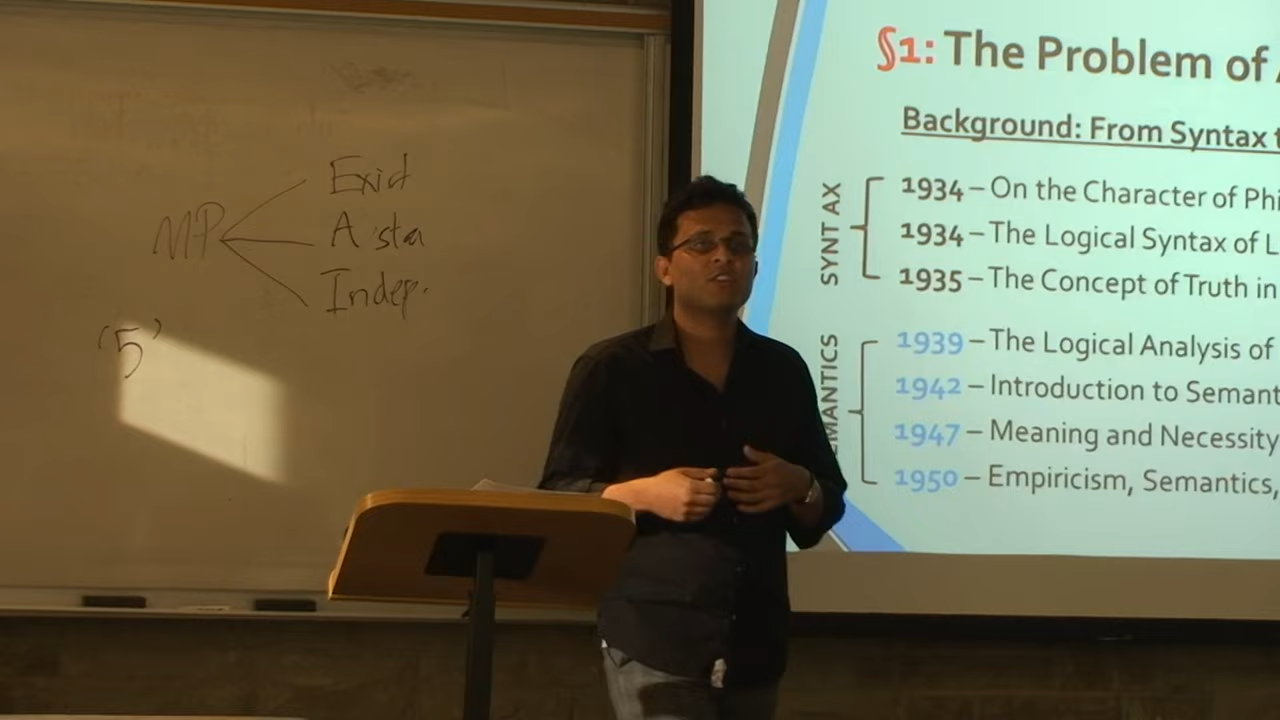 MP
Exist
Indep.
'5'
§1: The Problem of
Background: From Syntax
SYNTAX
1934 – On the Character of Phi
1934 – The Logical Syntax of L
1935 – The Concept of Truth in
EMANTICS
1939 – The Logical Analysis of
1942 – Introduction to Semant
1947 – Meaning and Necessity
1950 – Empiricism, Semantics,